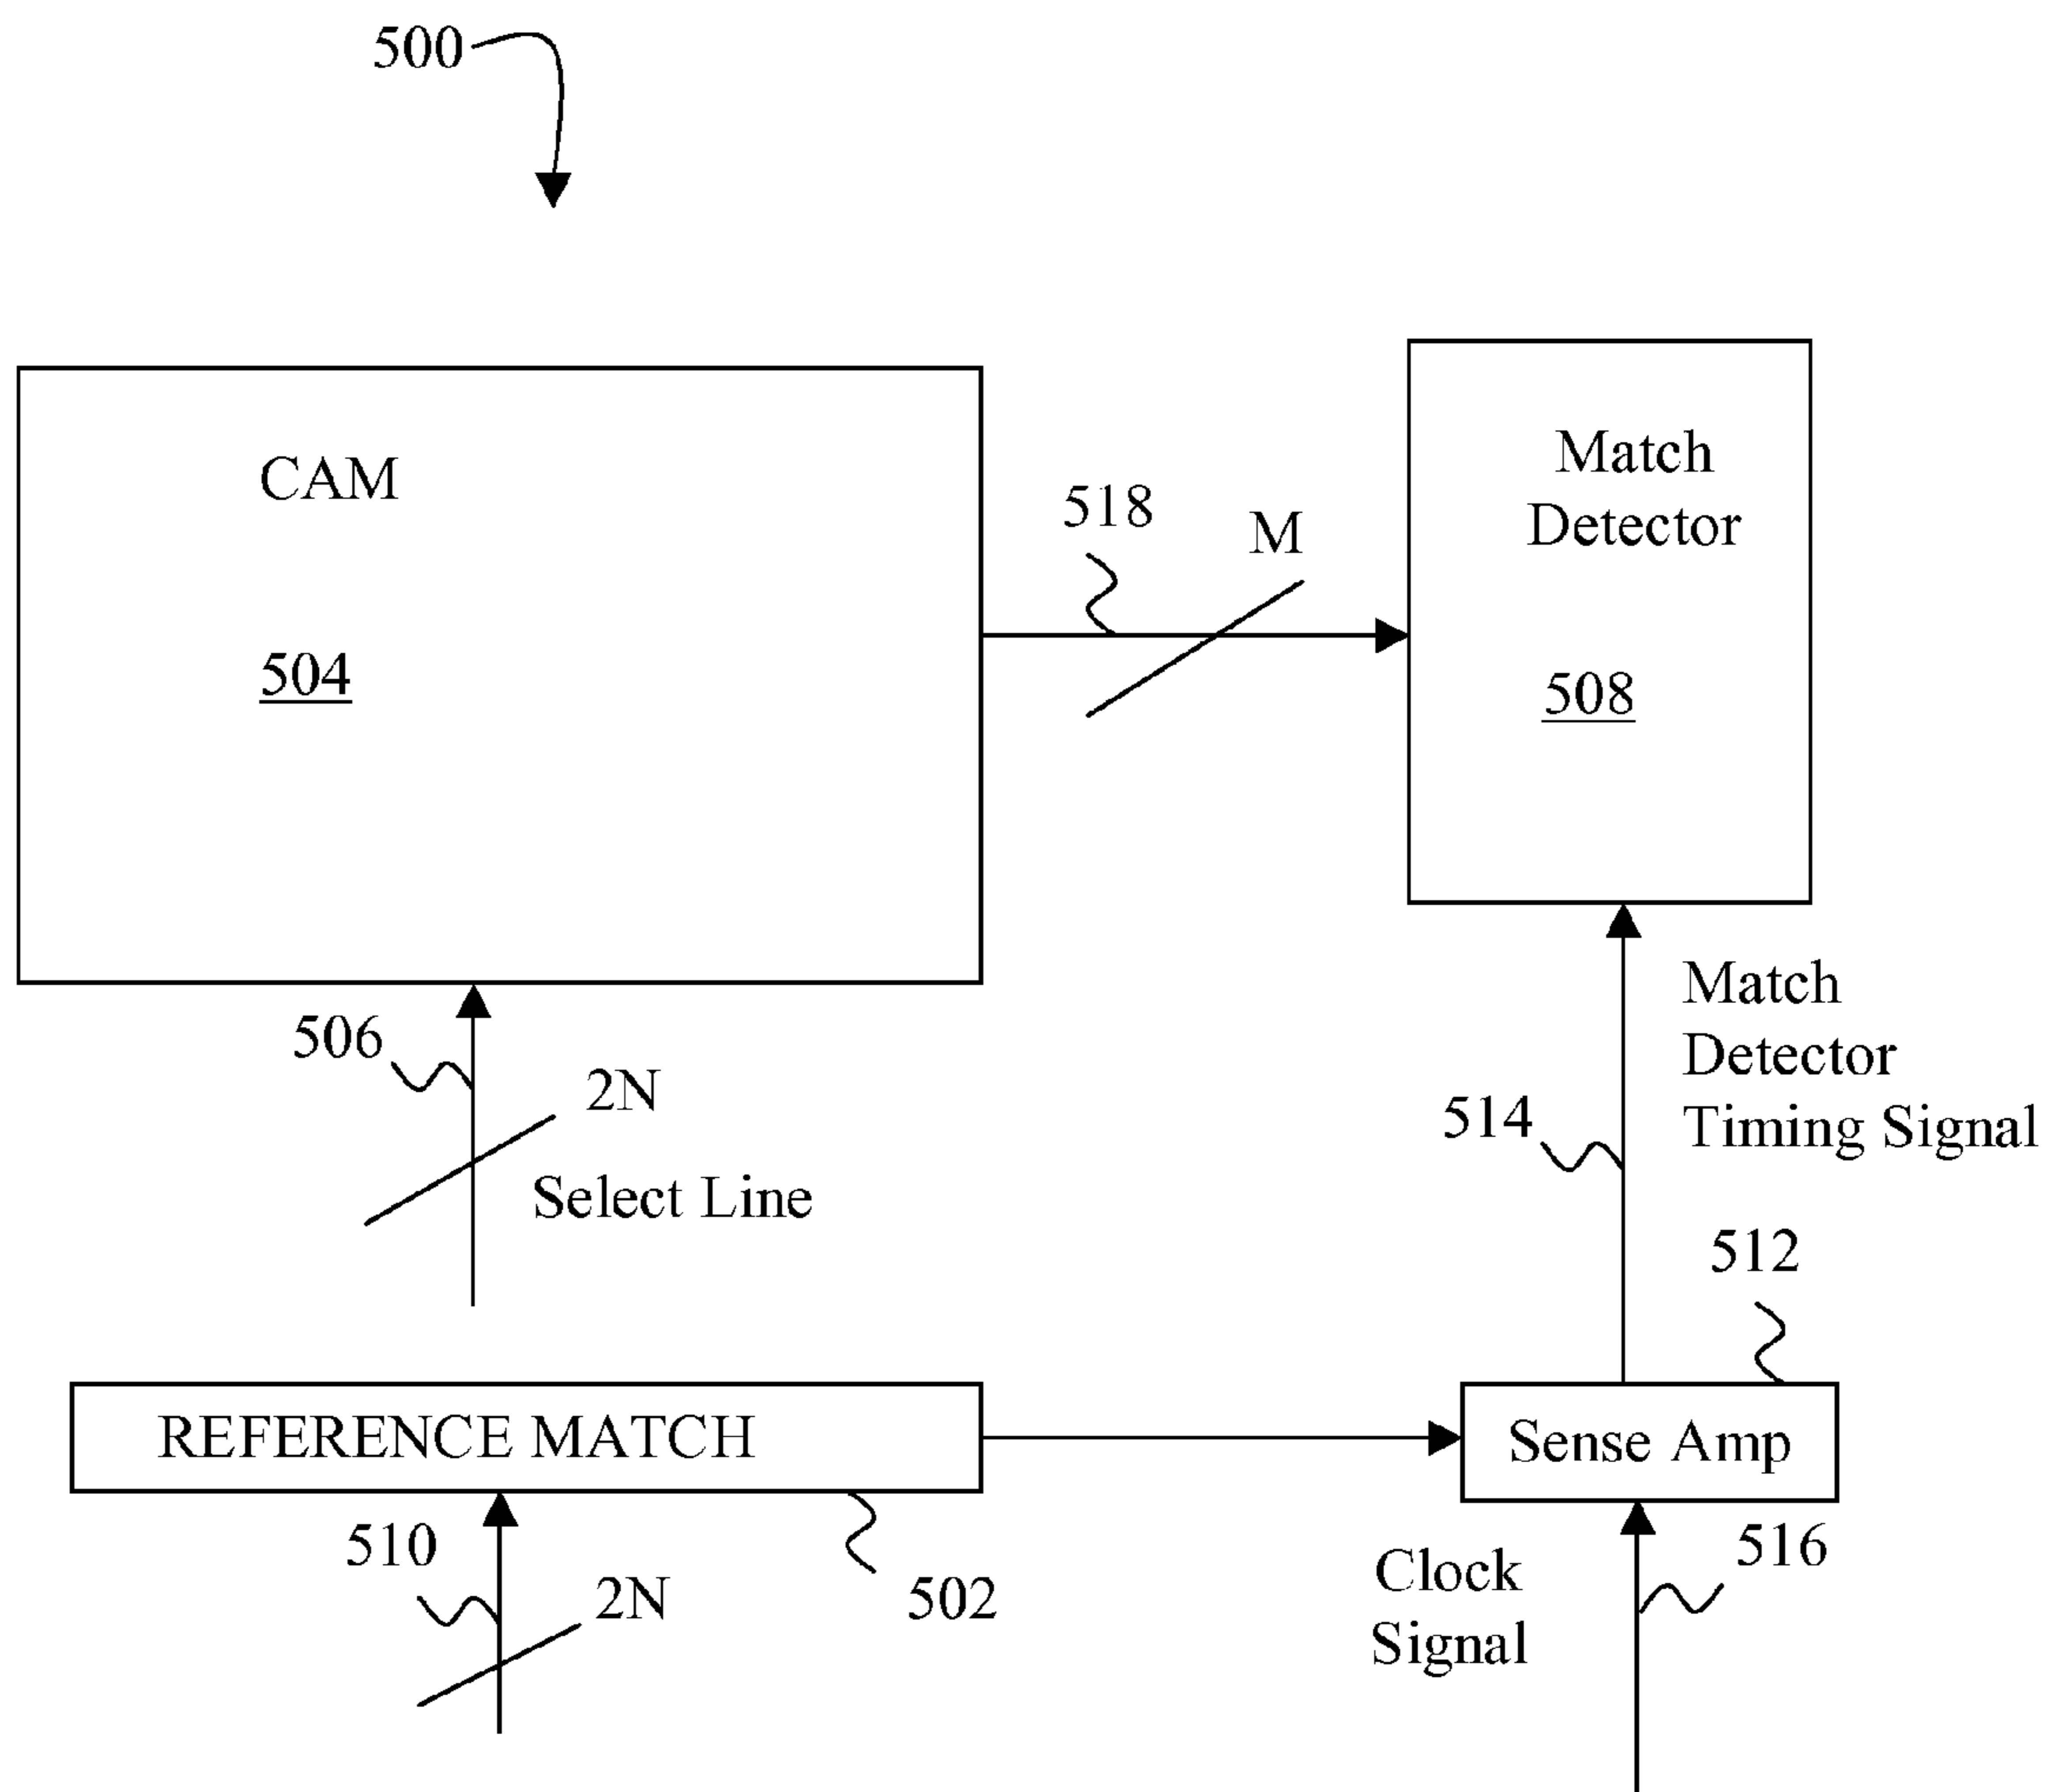 500
CAM
504
518
M
Match
Detector
508
506
2N
Select Line
514
Match
Detector
Timing Signal
512
REFERENCE MATCH
Sense Amp
510
2N
502
Clock
Signal
516